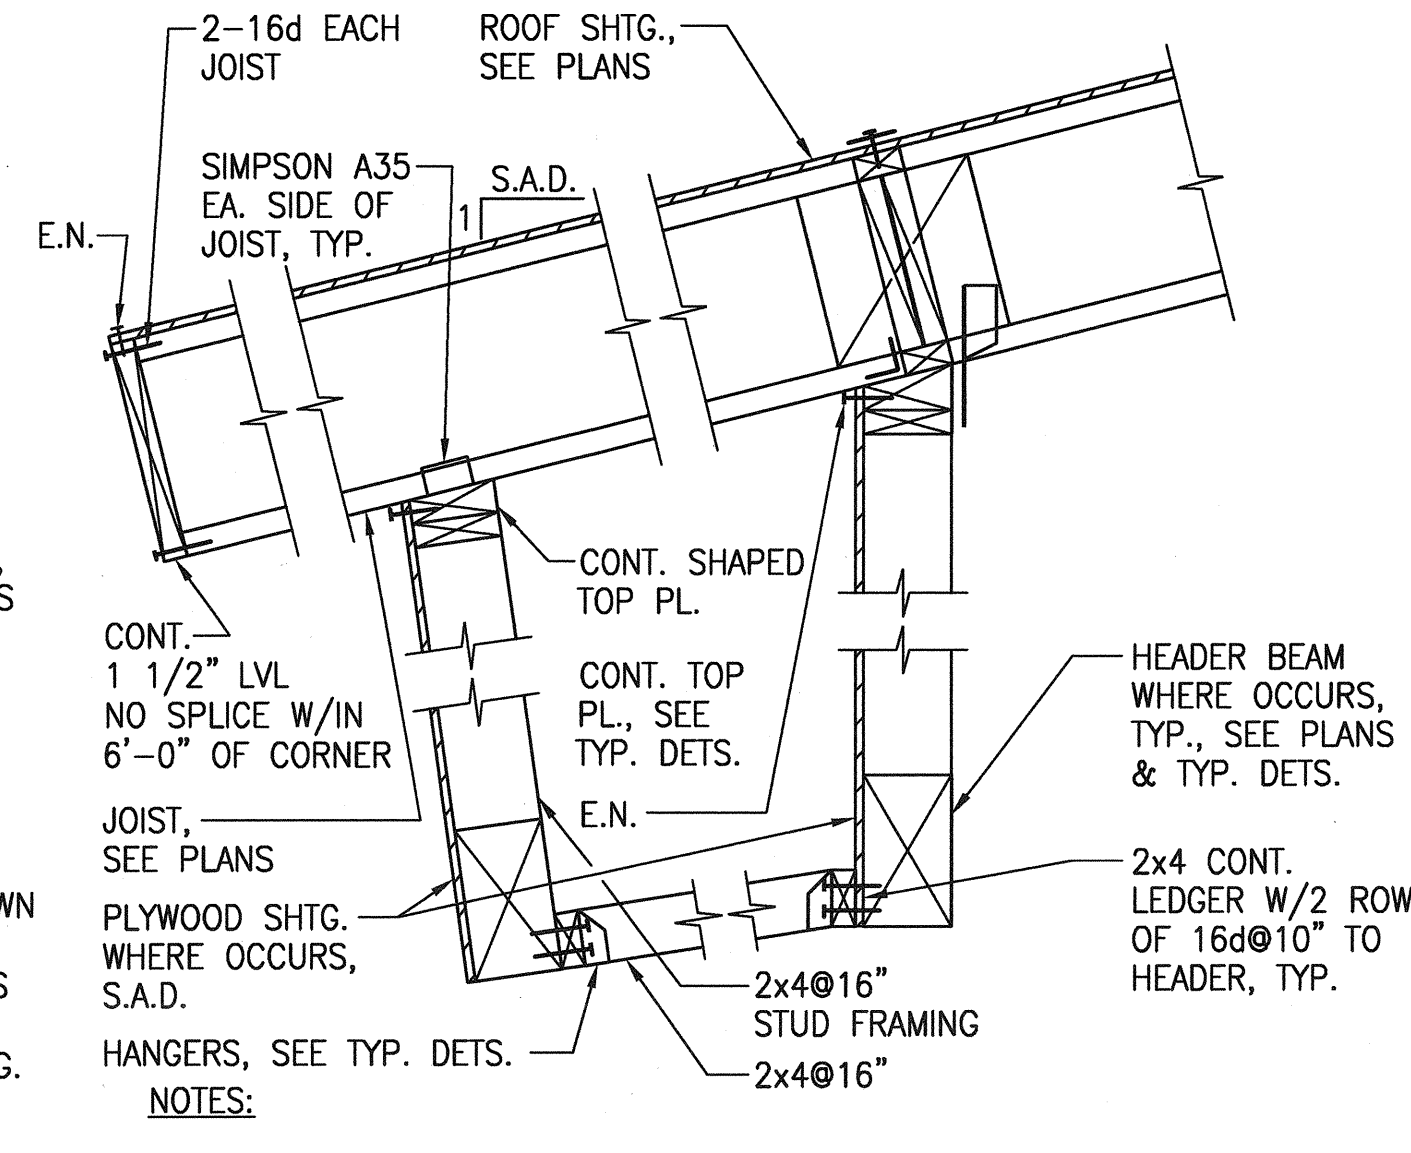 2-16d EACH
JOIST
ROOF SHTG.,
SEE PLANS
SIMPSON A35
EA. SIDE OF
JOIST, TYP.
S.A.D.
1
E.N.
S
CONT. SHAPED
TOP PL.
CONT.
1 1/2" LVL
NO SPLICE W/IN
6'-0" OF CORNER
CONT. TOP
PL., SEE
TYP. DETS.
HEADER BEAM
WHERE OCCURS,
TYP., SEE PLANS
& TYP. DETS.
JOIST,
SEE PLANS
E.N.
2x4 CONT.
LEDGER W/2 ROW
OF 16d@10" TO
HEADER, TYP.
WN
PLYWOOD SHTG.
WHERE OCCURS,
S.A.D.
S
2x4@16"
STUD FRAMING
HANGERS, SEE TYP. DETS.
G.
2x4@16"
NOTES: